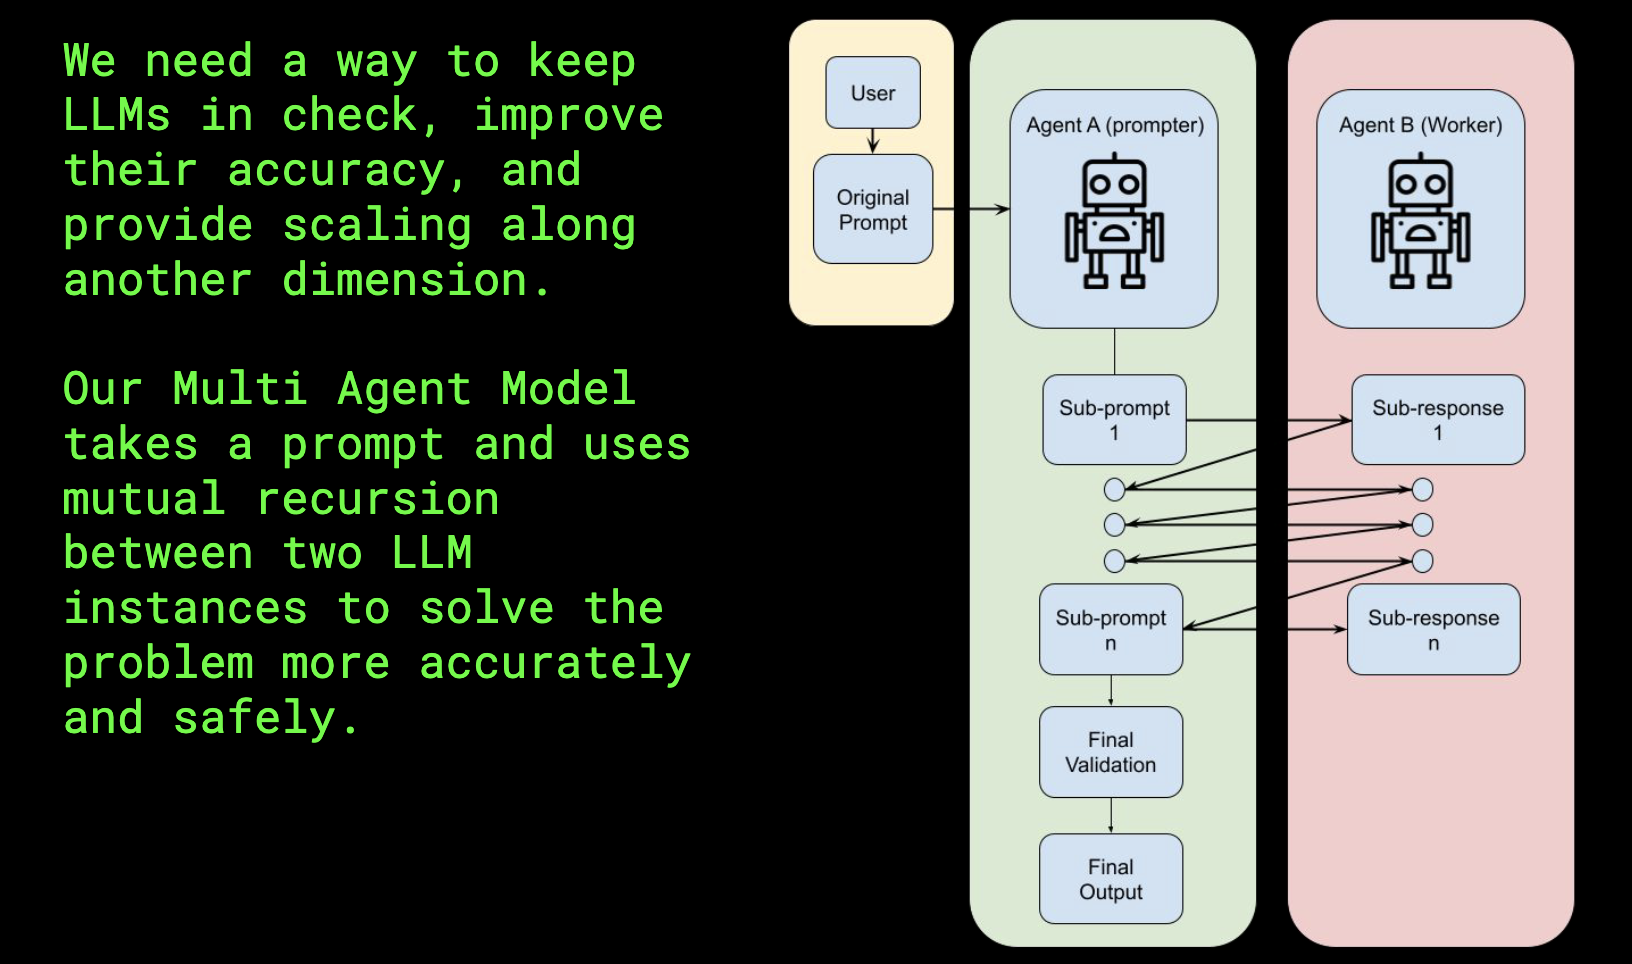 We need a way to keep
LLMs in check, improve
their accuracy, and
provide scaling along
another dimension.
Our Multi Agent Model
takes a prompt and uses
mutual recursion
between two LLM
instances to solve the
problem more accurately
and safely.
User
Original
Prompt
Agent A (prompter)
Agent B (Worker)
Sub-prompt
1
Sub-response
1
Sub-prompt
n
Sub-response
n
Final
Validation
Final
Output